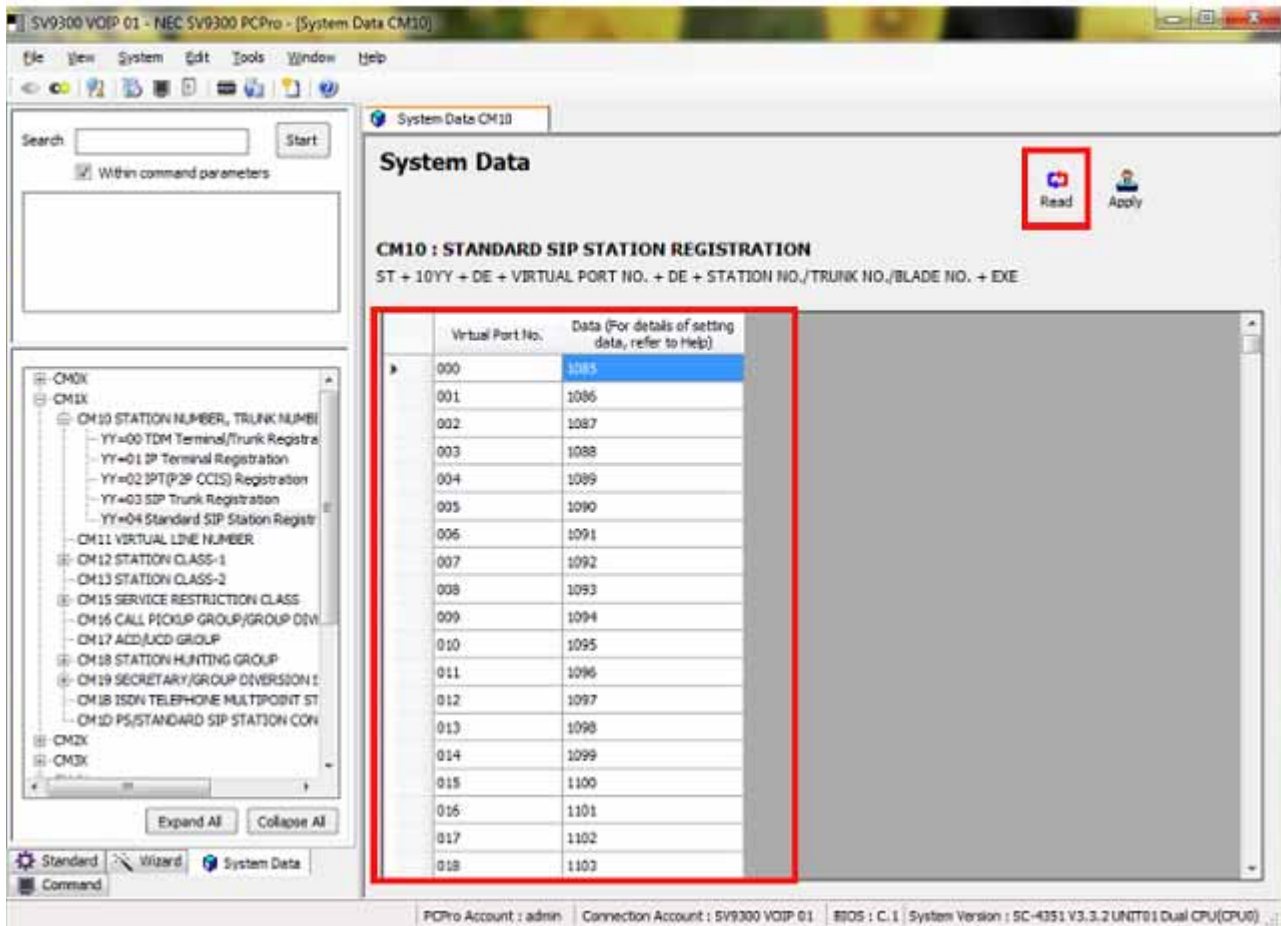 SV9300 VOIP 01 - NEC SV9300 PCPro - [System Data CM10]
File View System Edit Tools Window Help
Search Start
Within command parameters
CM0X
CM1X
CM10 STATION NUMBER, TRUNK NUMBE
YY=00 TDM Terminal/Trunk Registra
YY=01 IP Terminal Registration
YY=02 IPT(P2P CCIS) Registration
YY=03 SIP Trunk Registration
YY=04 Standard SIP Station Registr
CM11 VIRTUAL LINE NUMBER
CM12 STATION CLASS-1
CM13 STATION CLASS-2
CM15 SERVICE RESTRICTION CLASS
CM16 CALL PICKUP GROUP/GROUP DIVE
CM17 ACD/UCD GROUP
CM18 STATION HUNTING GROUP
CM19 SECRETARY/GROUP DIVERSION
CM1B ISDN TELEPHONE MULTIPOINT ST
CM1D PS/STANDARD SIP STATION CON
CM2X
CM3X
Expand All Collapse All
Standard Wizard System Data
Command
System Data CM10
System Data
Read Apply
CM10 : STANDARD SIP STATION REGISTRATION
ST + 10YY + DE + VIRTUAL PORT NO. + DE + STATION NO./TRUNK NO./BLADE NO. + EXE
Virtual Port No. Data (For details of setting
data, refer to Help)
000 1085
001 1086
002 1087
003 1088
004 1089
005 1090
006 1091
007 1092
008 1093
009 1094
010 1095
011 1096
012 1097
013 1098
014 1099
015 1100
016 1101
017 1102
018 1103
PCPro Account : admin Connection Account : SV9300 VOIP 01 BIOS : C.1 System Version : SC-4351 V3.3.2 UNIT01 Dual CPU(CPU0)